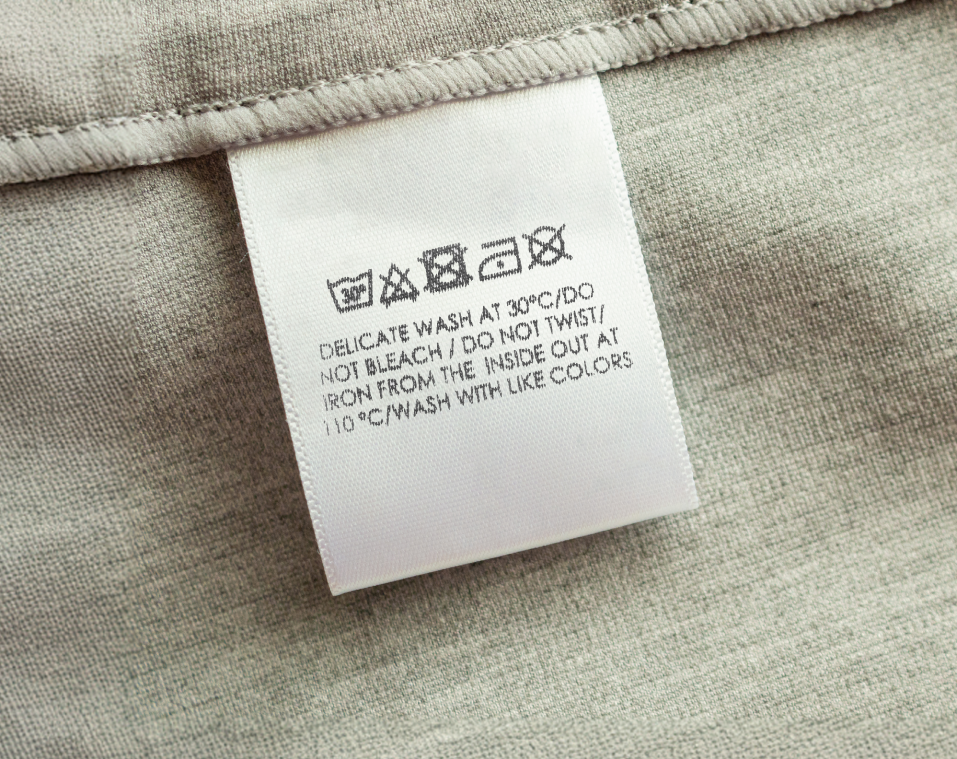 30°
DELICATE WASH AT 30°C/DO
NOT BLEACH / DO NOT TWIST/
IRON FROM THE INSIDE OUT AT
110 °C/WASH WITH LIKE COLORS